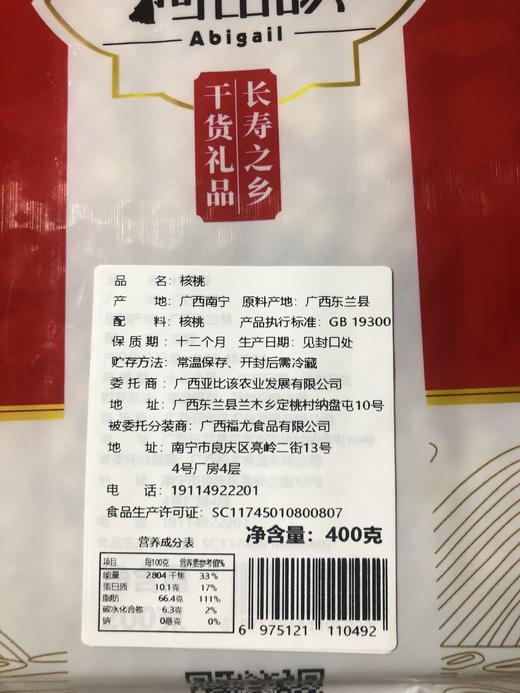 Abigail
长寿之乡
干货礼品
品 名：核桃
产 地：广西南宁 原料产地：广西东兰县
配 料：核桃 产品执行标准：GB 19300
保 质 期：十二个月 生产日期：见封口处
贮存方法：常温保存、开封后需冷藏
委 托 商：广西亚比该农业发展有限公司
地 址：广西东兰县兰木乡定桃村纳盘屯10号
被委托分装商：广西福尤食品有限公司
地 址：南宁市良庆区亮岭二街13号
4号厂房4层
电 话：19114922201
食品生产许可证：SC11745010800807
净含量：400克
营养成分表
项目 每100克 营养素参考值%
能量 2804 千焦 33%
蛋白质 10.1克 17%
脂肪 66.4克 111%
碳水化合物 6.3克 2%
钠 0毫克 0%
6 975121 110492